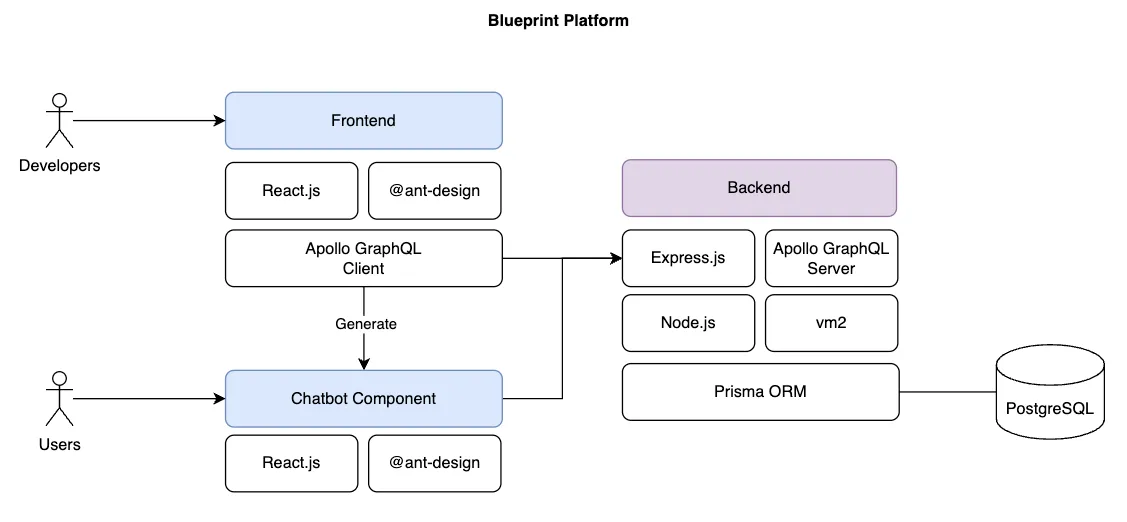 Blueprint Platform
Developers
Frontend
React.js
@ant-design
Apollo GraphQL
Client
Generate
Users
Chatbot Component
React.js
@ant-design
Backend
Express.js
Apollo GraphQL
Server
Node.js
vm2
Prisma ORM
PostgreSQL